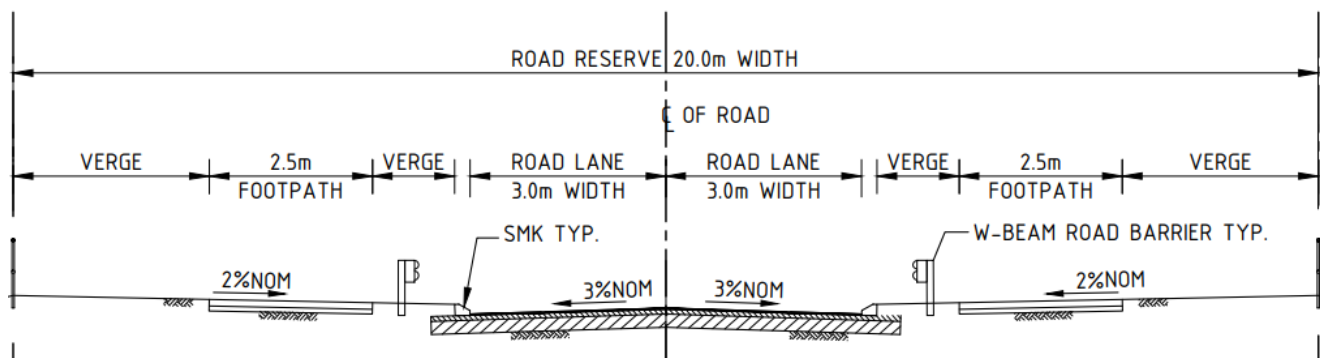 ROAD RESERVE 20.0m WIDTH
℄ OF ROAD
VERGE
2.5m
FOOTPATH
VERGE
ROAD LANE
3.0m WIDTH
ROAD LANE
3.0m WIDTH
VERGE
2.5m
FOOTPATH
VERGE
SMK TYP.
W-BEAM ROAD BARRIER TYP.
2%NOM
3%NOM
3%NOM
2%NOM